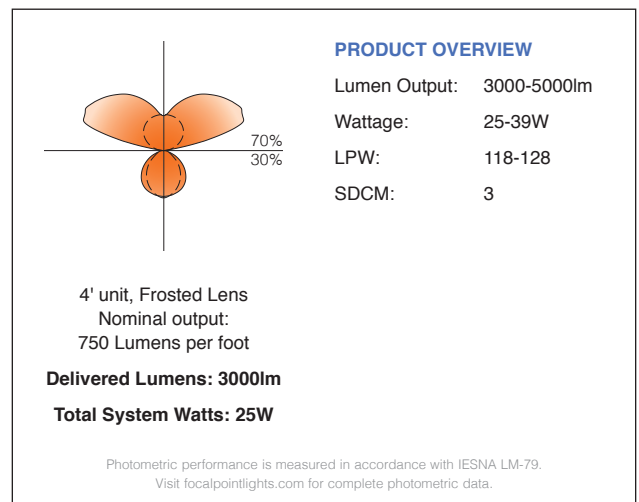 PRODUCT OVERVIEW
Lumen Output: 3000-5000lm
Wattage: 25-39W
LPW: 118-128
SDCM: 3
70%
30%
4' unit, Frosted Lens
Nominal output:
750 Lumens per foot
Delivered Lumens: 3000lm
Total System Watts: 25W
Photometric performance is measured in accordance with IESNA LM-79.
Visit focalpointlights.com for complete photometric data.